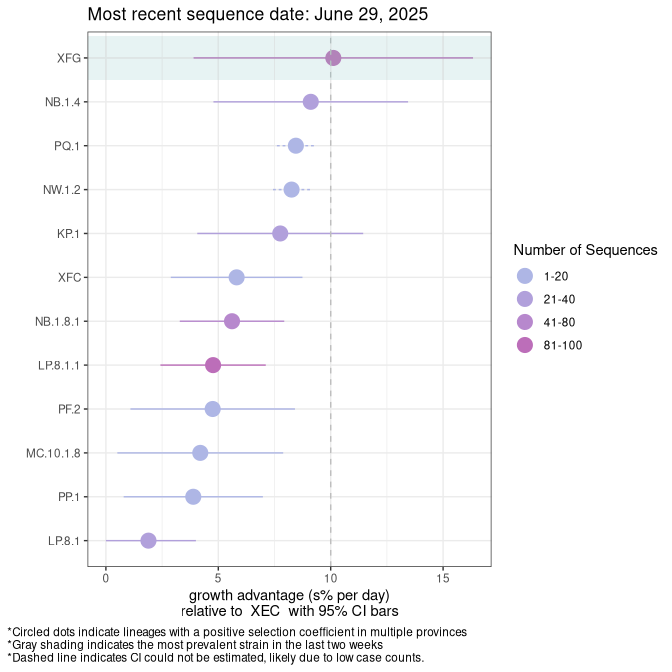 Most recent sequence date: June 29, 2025
XFG
NB.1.4
PQ.1
NW.1.2
KP.1
XFC
NB.1.8.1
LP.8.1.1
PF.2
MC.10.1.8
PP.1
LP.8.1
0 5 10 15
growth advantage (s% per day)
relative to XEC with 95% CI bars
Number of Sequences
1-20
21-40
41-80
81-100
*Circled dots indicate lineages with a positive selection coefficient in multiple provinces
*Gray shading indicates the most prevalent strain in the last two weeks
*Dashed line indicates CI could not be estimated, likely due to low case counts.